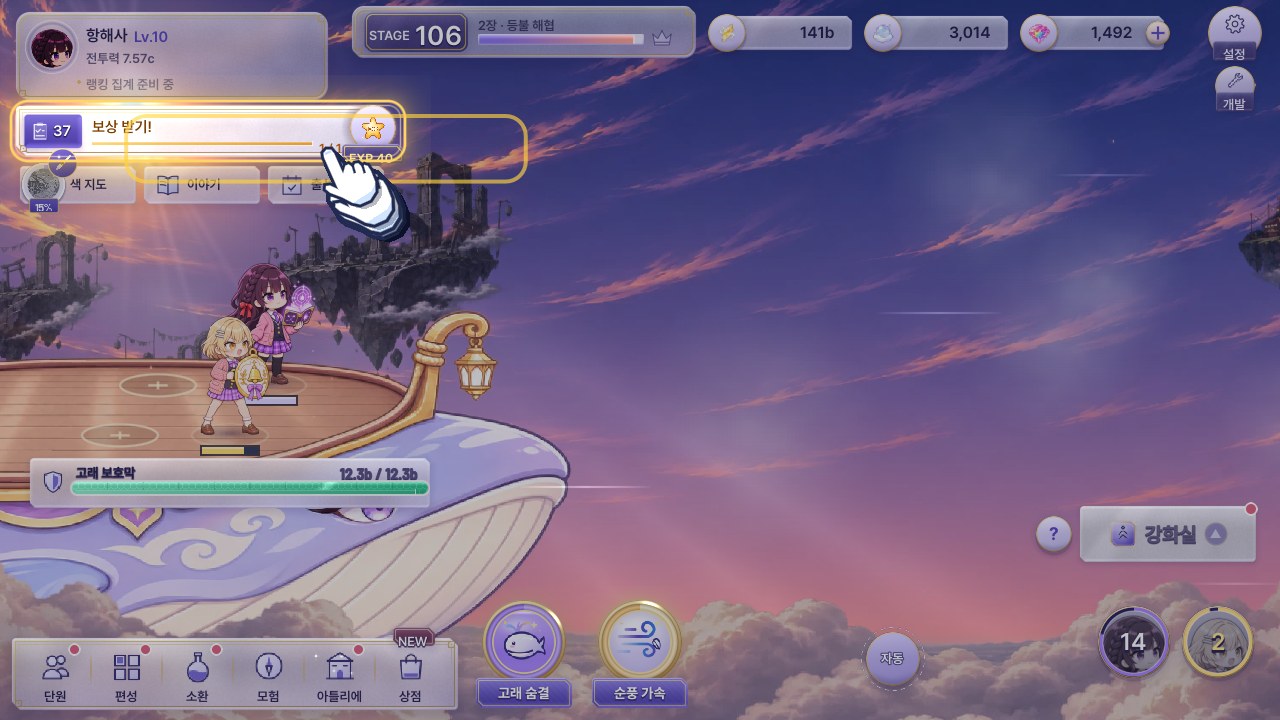 항해사 Lv.10
전투력 7.57c
랭킹 집계 준비 중
STAGE 106
2장 · 등불 해협
141b
3,014
1,492
설정
개발
37
보상 받기!
EXP 40
15%
색 지도
이야기
고래 보호막
12.3b / 12.3b
?
강화실
단원
편성
소환
모험
아틀리에
NEW
상점
고래 숨결
순풍 가속
자동
14
2